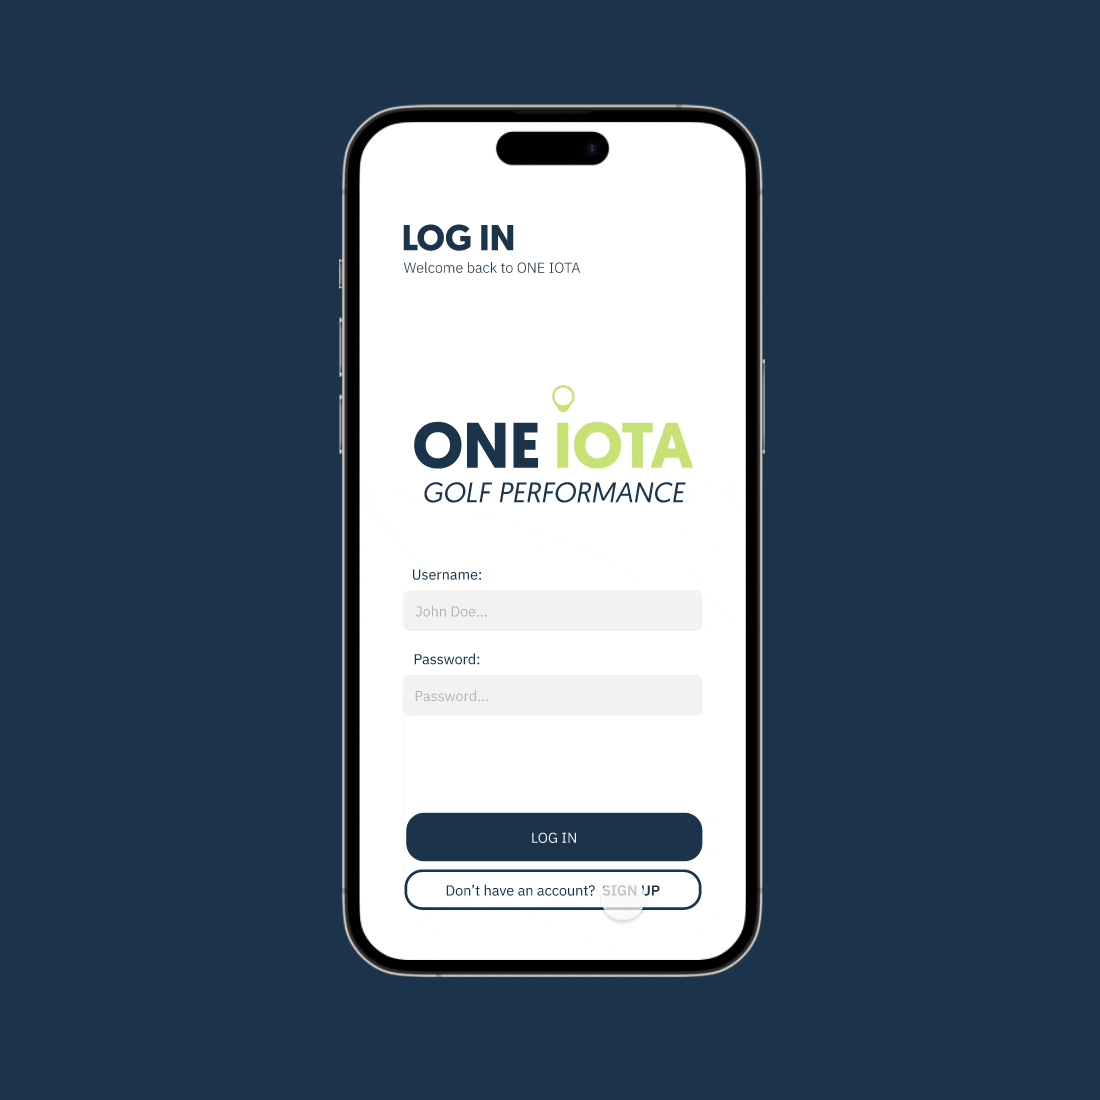 LOG IN
Welcome back to ONE IOTA
ONE IOTA
GOLF PERFORMANCE
Username:
John Doe...
Password:
Password...
LOG IN
Don’t have an account? SIGN UP